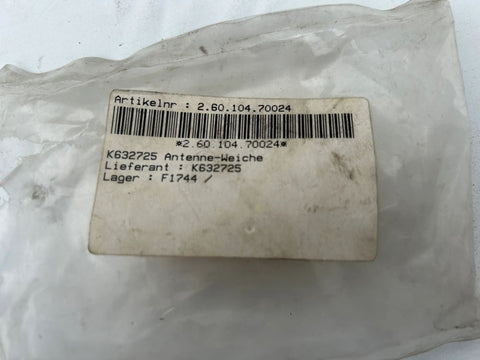 Artikelnr : 2.60.104.70024
*2.60.104.70024*
K632725 Antenne-Weiche
Lieferant : K632725
Lager : F1744 /